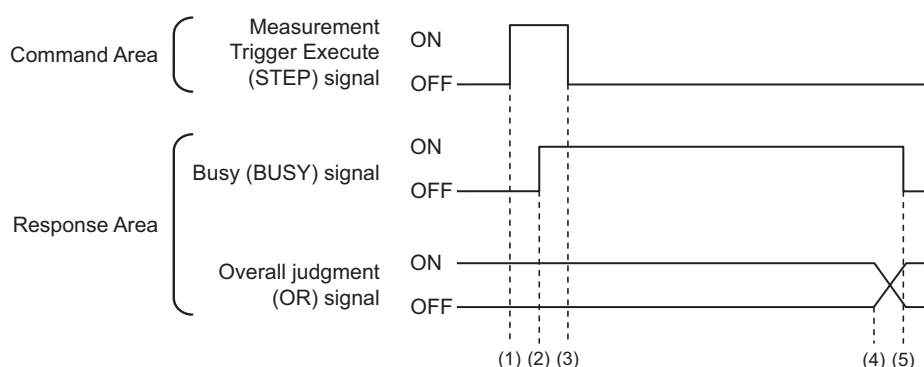 Command Area
Measurement
Trigger Execute
(STEP) signal
ON
OFF
Response Area
Busy (BUSY) signal
ON
OFF
Overall judgment
(OR) signal
ON
OFF
(1) (2) (3) (4) (5)